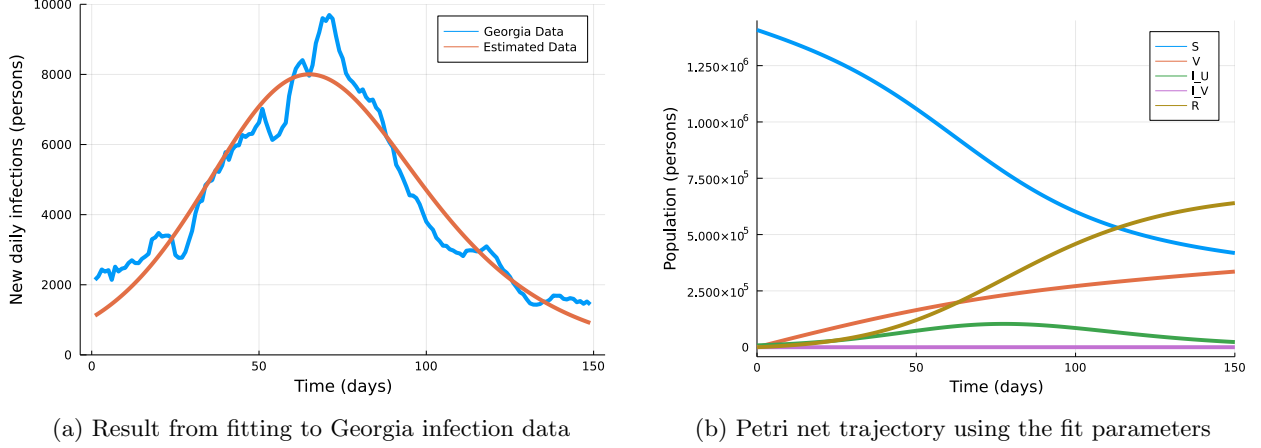 10000
8000
6000
4000
2000
0
0
50
100
150
New daily infections (persons)
Time (days)
Georgia Data
Estimated Data
(a) Result from fitting to Georgia infection data
1.250×10⁶
1.000×10⁶
7.500×10⁵
5.000×10⁵
2.500×10⁵
0
0
50
100
150
Population (persons)
Time (days)
S
V
I_U
I_V
R
(b) Petri net trajectory using the fit parameters